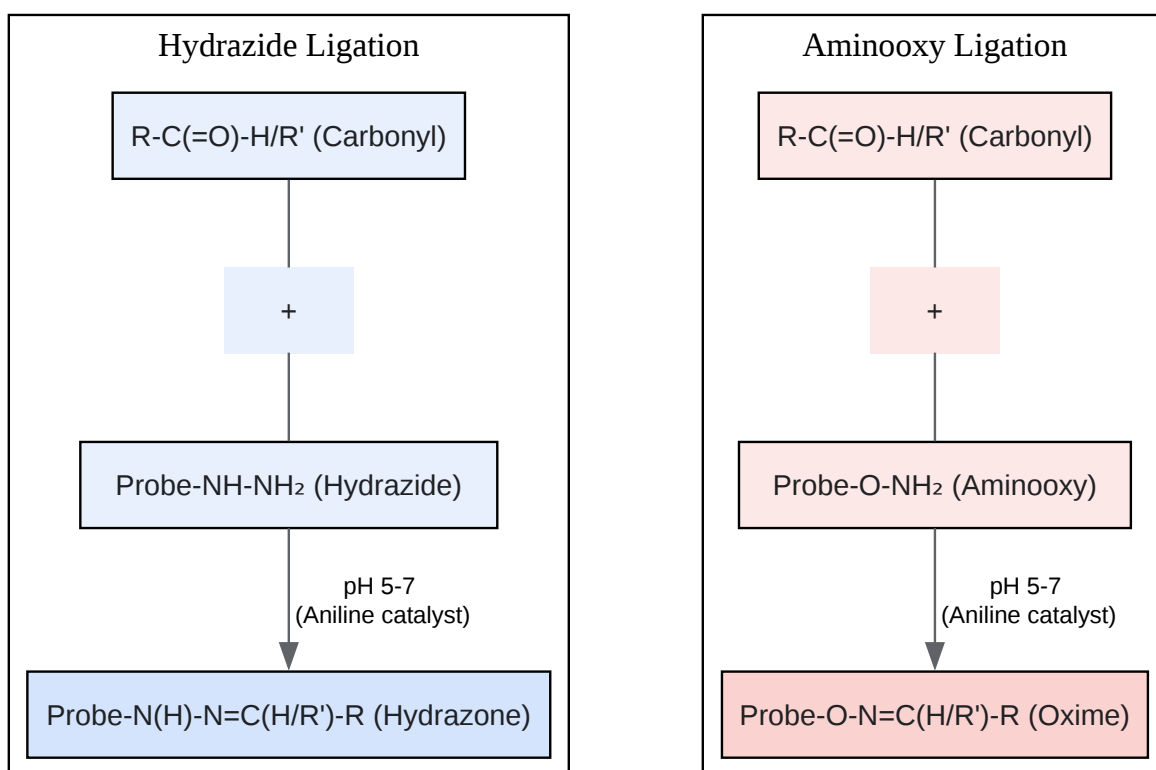 Hydrazide Ligation
R-C(=O)-H/R' (Carbonyl)
+
Probe-NH-NH₂ (Hydrazide)
pH 5-7
(Aniline catalyst)
Probe-N(H)-N=C(H/R')-R (Hydrazone)
Aminooxy Ligation
R-C(=O)-H/R' (Carbonyl)
+
Probe-O-NH₂ (Aminooxy)
pH 5-7
(Aniline catalyst)
Probe-O-N=C(H/R')-R (Oxime)